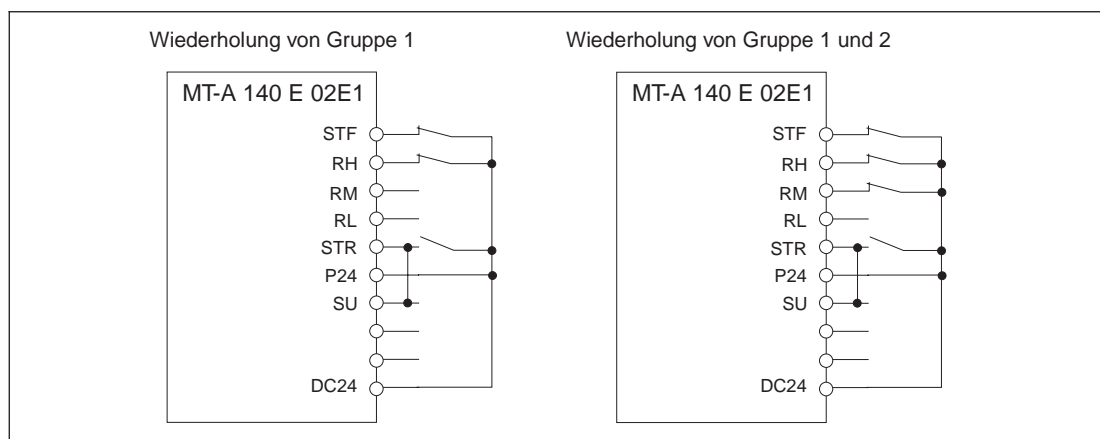 Wiederholung von Gruppe 1
MT-A 140 E 02E1
STF
RH
RM
RL
STR
P24
SU
DC24
Wiederholung von Gruppe 1 und 2
MT-A 140 E 02E1
STF
RH
RM
RL
STR
P24
SU
DC24